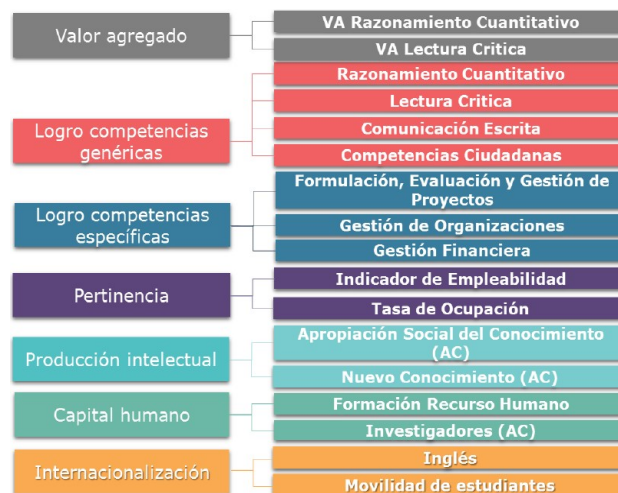 Valor agregado
VA Razonamiento Cuantitativo
VA Lectura Critica
Logro competencias
genéricas
Razonamiento Cuantitativo
Lectura Critica
Comunicación Escrita
Competencias Ciudadanas
Logro competencias
específicas
Formulación, Evaluación y Gestión de
Proyectos
Gestión de Organizaciones
Gestión Financiera
Pertinencia
Indicador de Empleabilidad
Tasa de Ocupación
Producción intelectual
Apropiación Social del Conocimiento
(AC)
Nuevo Conocimiento (AC)
Capital humano
Formación Recurso Humano
Investigadores (AC)
Internacionalización
Inglés
Movilidad de estudiantes